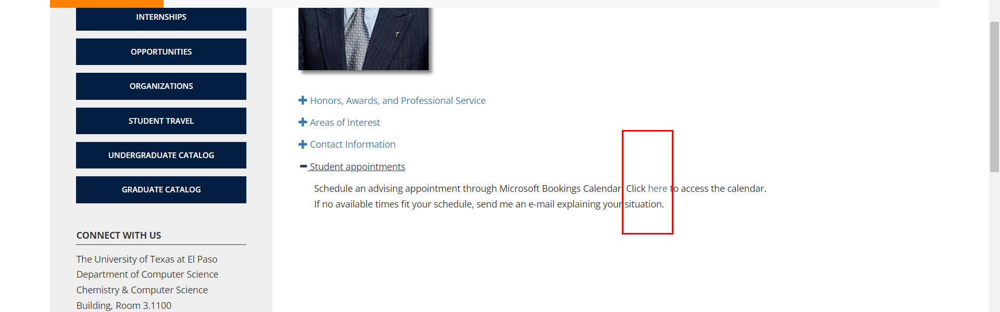 INTERNSHIPS
OPPORTUNITIES
ORGANIZATIONS
STUDENT TRAVEL
UNDERGRADUATE CATALOG
GRADUATE CATALOG
CONNECT WITH US
The University of Texas at El Paso
Department of Computer Science
Chemistry & Computer Science
Building, Room 3.1100
Honors, Awards, and Professional Service
Areas of Interest
Contact Information
Student appointments
Schedule an advising appointment through Microsoft Bookings Calendar. Click here to access the calendar.
If no available times fit your schedule, send me an e-mail explaining your situation.